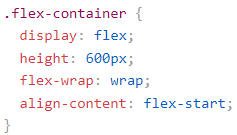 .flex-container {
  display: flex;
  height: 600px;
  flex-wrap: wrap;
  align-content: flex-start;
}